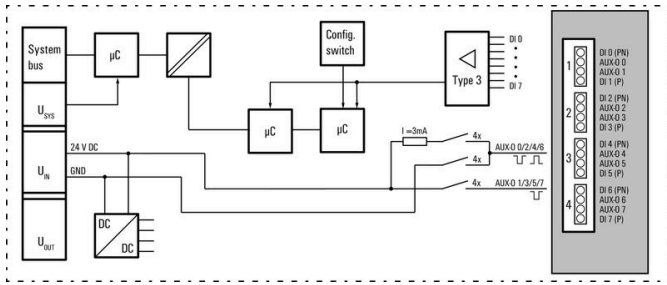 System
bus
µC
Config.
switch
Type 3
DI 0
DI 7
U SYS
µC
µC
I =3mA
4x
AUX-O 0/2/4/6
24 V DC
4x
U IN
GND
4x
AUX-O 1/3/5/7
DC
DC
U OUT
1
DI 0 (PN)
AUX-O 0
AUX-O 1
DI 1 (P)
2
DI 2 (PN)
AUX-O 2
AUX-O 3
DI 3 (P)
3
DI 4 (PN)
AUX-O 4
AUX-O 5
DI 5 (P)
4
DI 6 (PN)
AUX-O 6
AUX-O 7
DI 7 (P)